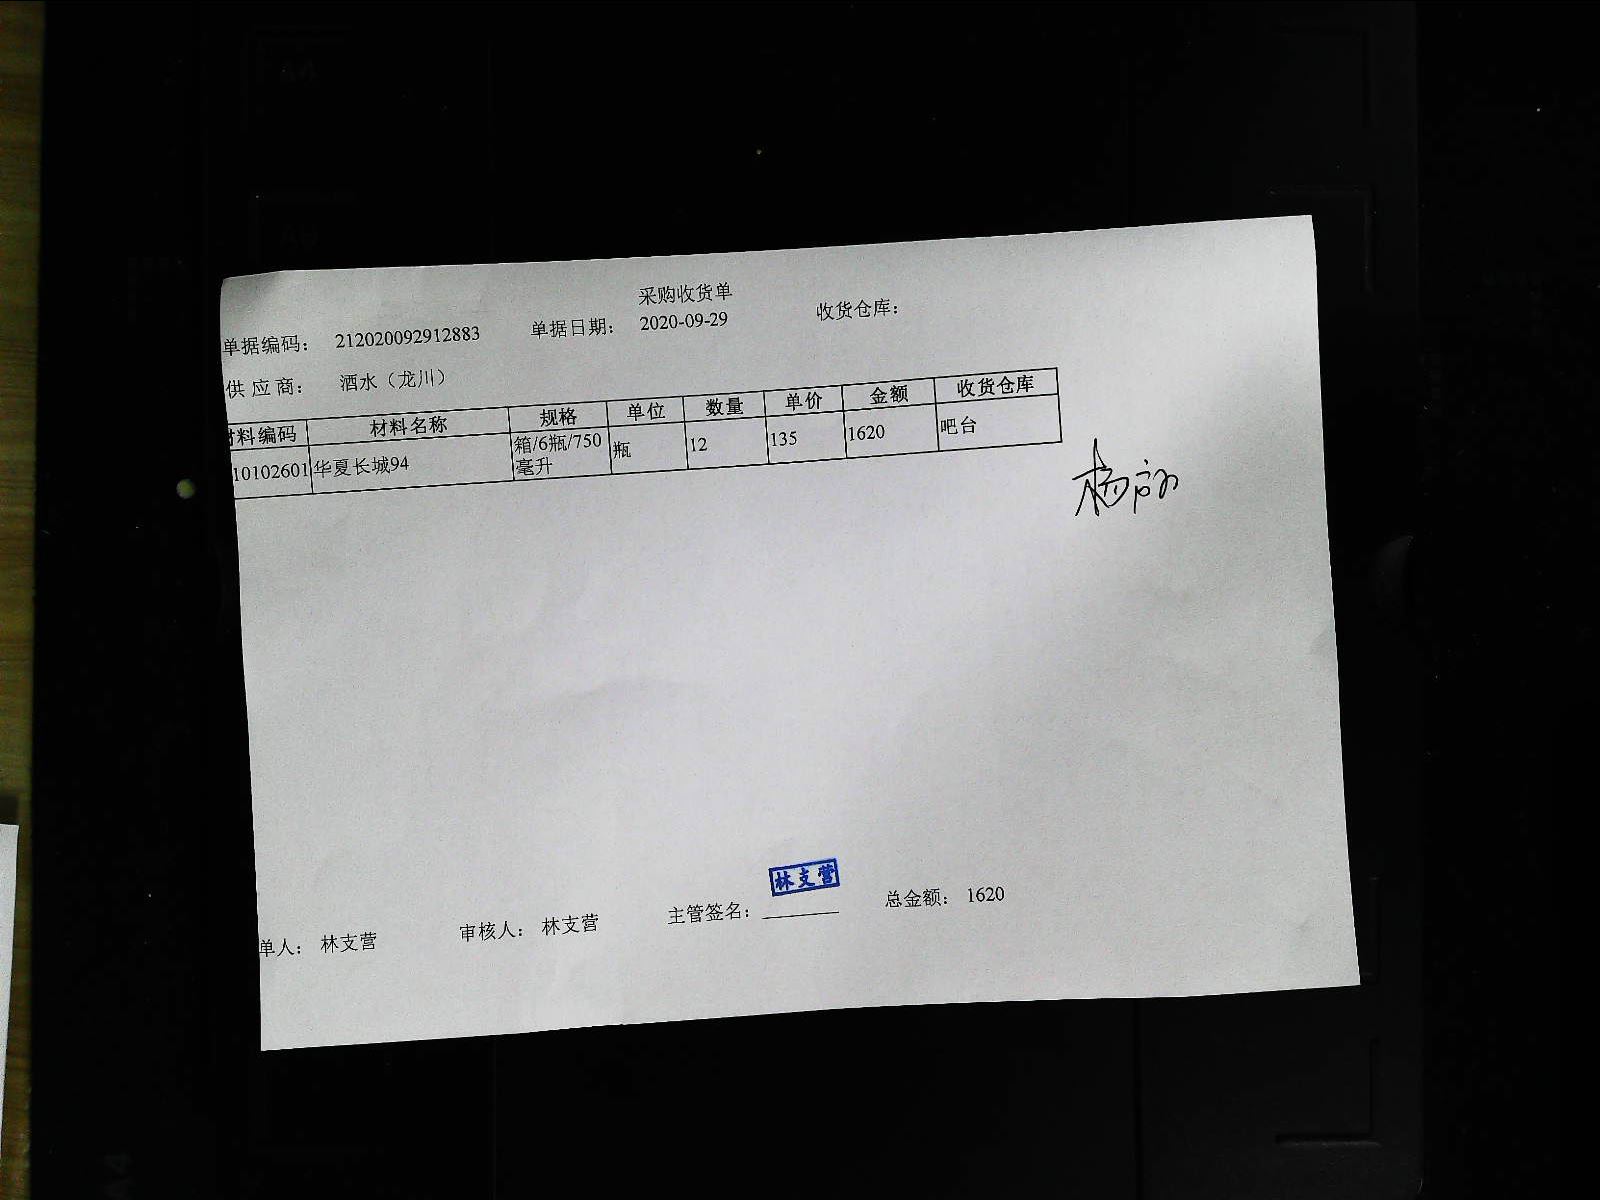 采购收货单
单据编码： 212020092912883 单据日期： 2020-09-29 收货仓库：
供 应 商： 酒水（龙川）
材料编码 材料名称 规格 单位 数量 单价 金额 收货仓库
10102601 华夏长城94 箱/6瓶/750毫升 瓶 12 135 1620 吧台
林支营
单人： 林支营 审核人： 林支营 主管签名： 总金额： 1620